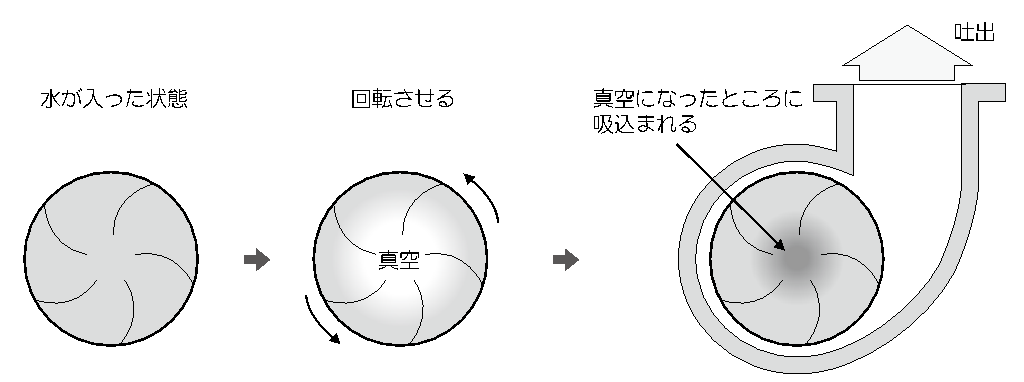 水が入った状態
回転させる
真空
真空になったところに
吸込まれる
吐出